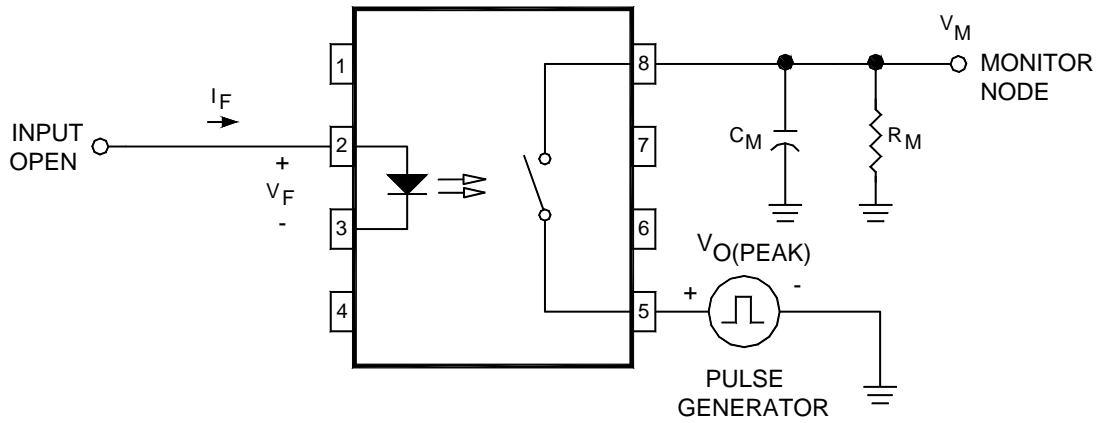 V_M
MONITOR
NODE
1
8
I_F
INPUT
OPEN
2
7
+
V_F
-
C_M
R_M
3
6
V_O(PEAK)
4
5
+
-
PULSE
GENERATOR